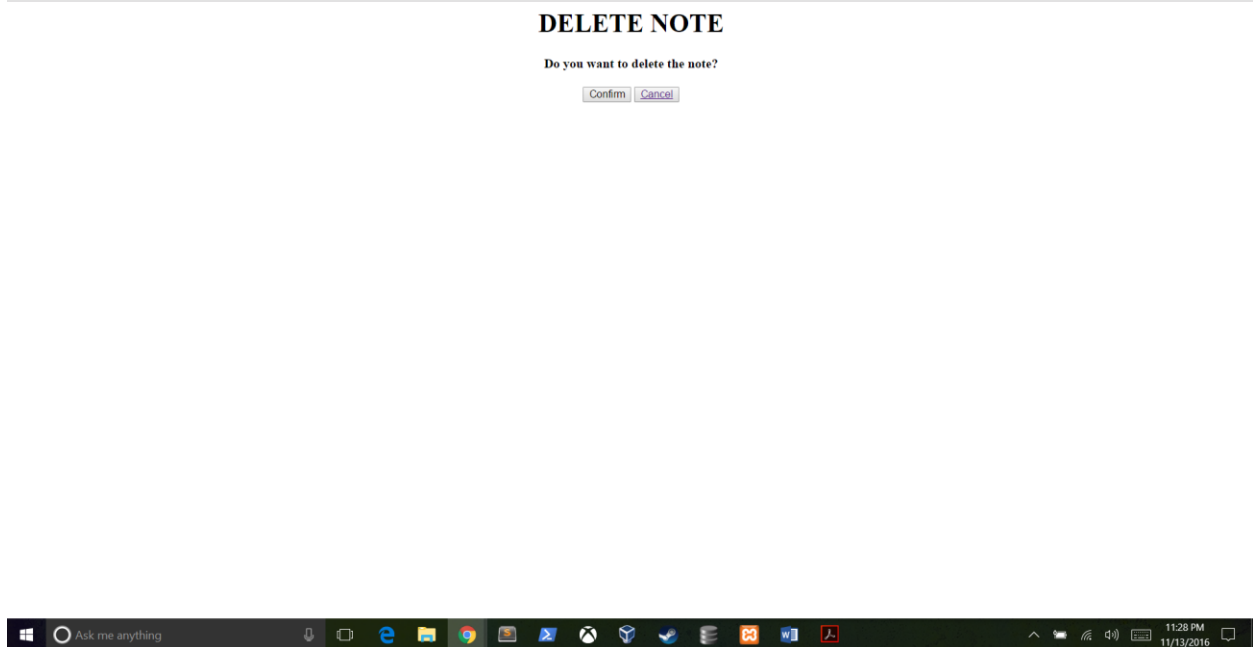 DELETE NOTE
Do you want to delete the note?
Confirm Cancel
Ask me anything
11:28 PM
11/13/2016